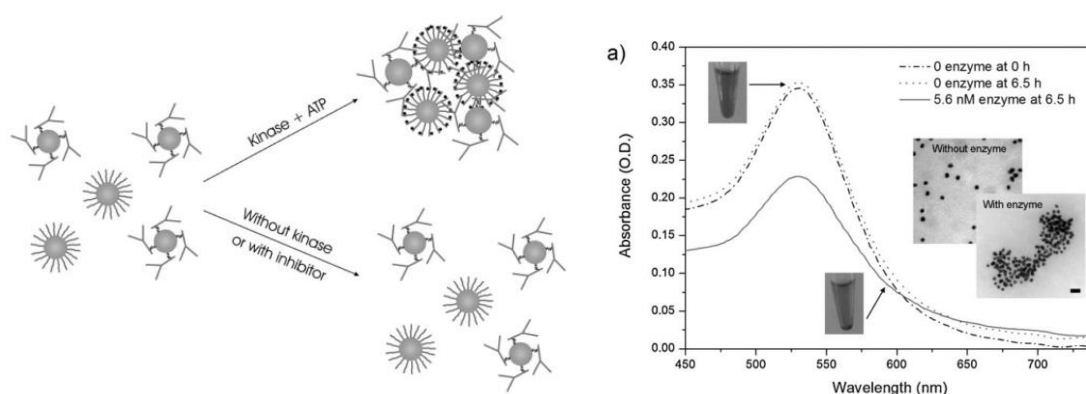 Kinase + ATP
Without kinase
or with inhibitor
a)
0.40
0.35
0.30
0.25
0.20
0.15
0.10
0.05
0.00
Absorbance (O.D.)
0 enzyme at 0 h
0 enzyme at 6.5 h
5.6 nM enzyme at 6.5 h
Without enzyme
With enzyme
450 500 550 600 650 700
Wavelength (nm)